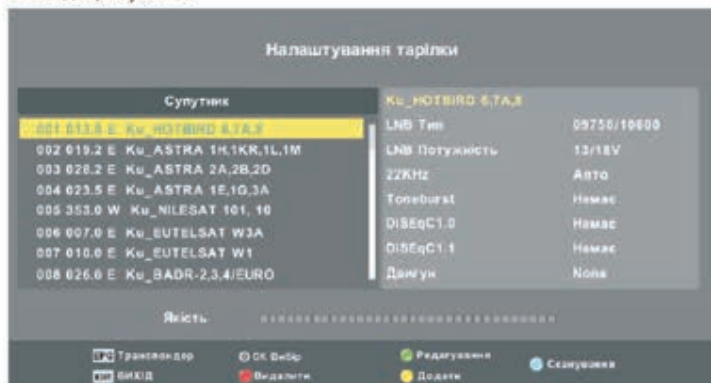 Налаштування тарілки
Супутник
001 013.0 E Ku_HOTBIRD 6,7A,8
002 019.2 E Ku_ASTRA 1H,1KR,1L,1M
003 028.2 E Ku_ASTRA 2A,2B,2D
004 023.5 E Ku_ASTRA 1E,1G,3A
005 353.0 W Ku_NILESAT 101, 10
006 007.0 E Ku_EUTELSAT W3A
007 010.0 E Ku_EUTELSAT W1
008 026.0 E Ku_BADR-2,3,4/EURO
Ku_HOTBIRD 6,7A,8
LNB Тип 09750/10600
LNB Потужність 13/18V
22KHz Авто
Toneburst Немає
DiSEqC1.0 Немає
DiSEqC1.1 Немає
Двигун None
Якість
EPG Транспондер OK Вибір Редагування Сканування
EXIT ВИХІД Видалити Додати